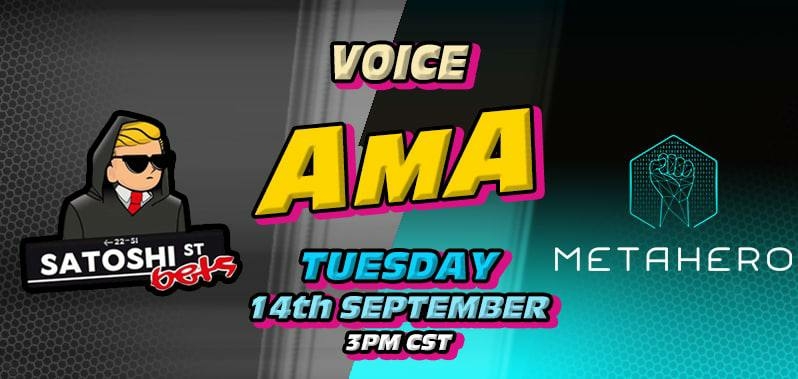 VOICE
AMA
←22-51
SATOSHI ST
bets
METAHERO
TUESDAY
14th SEPTEMBER
3PM CST